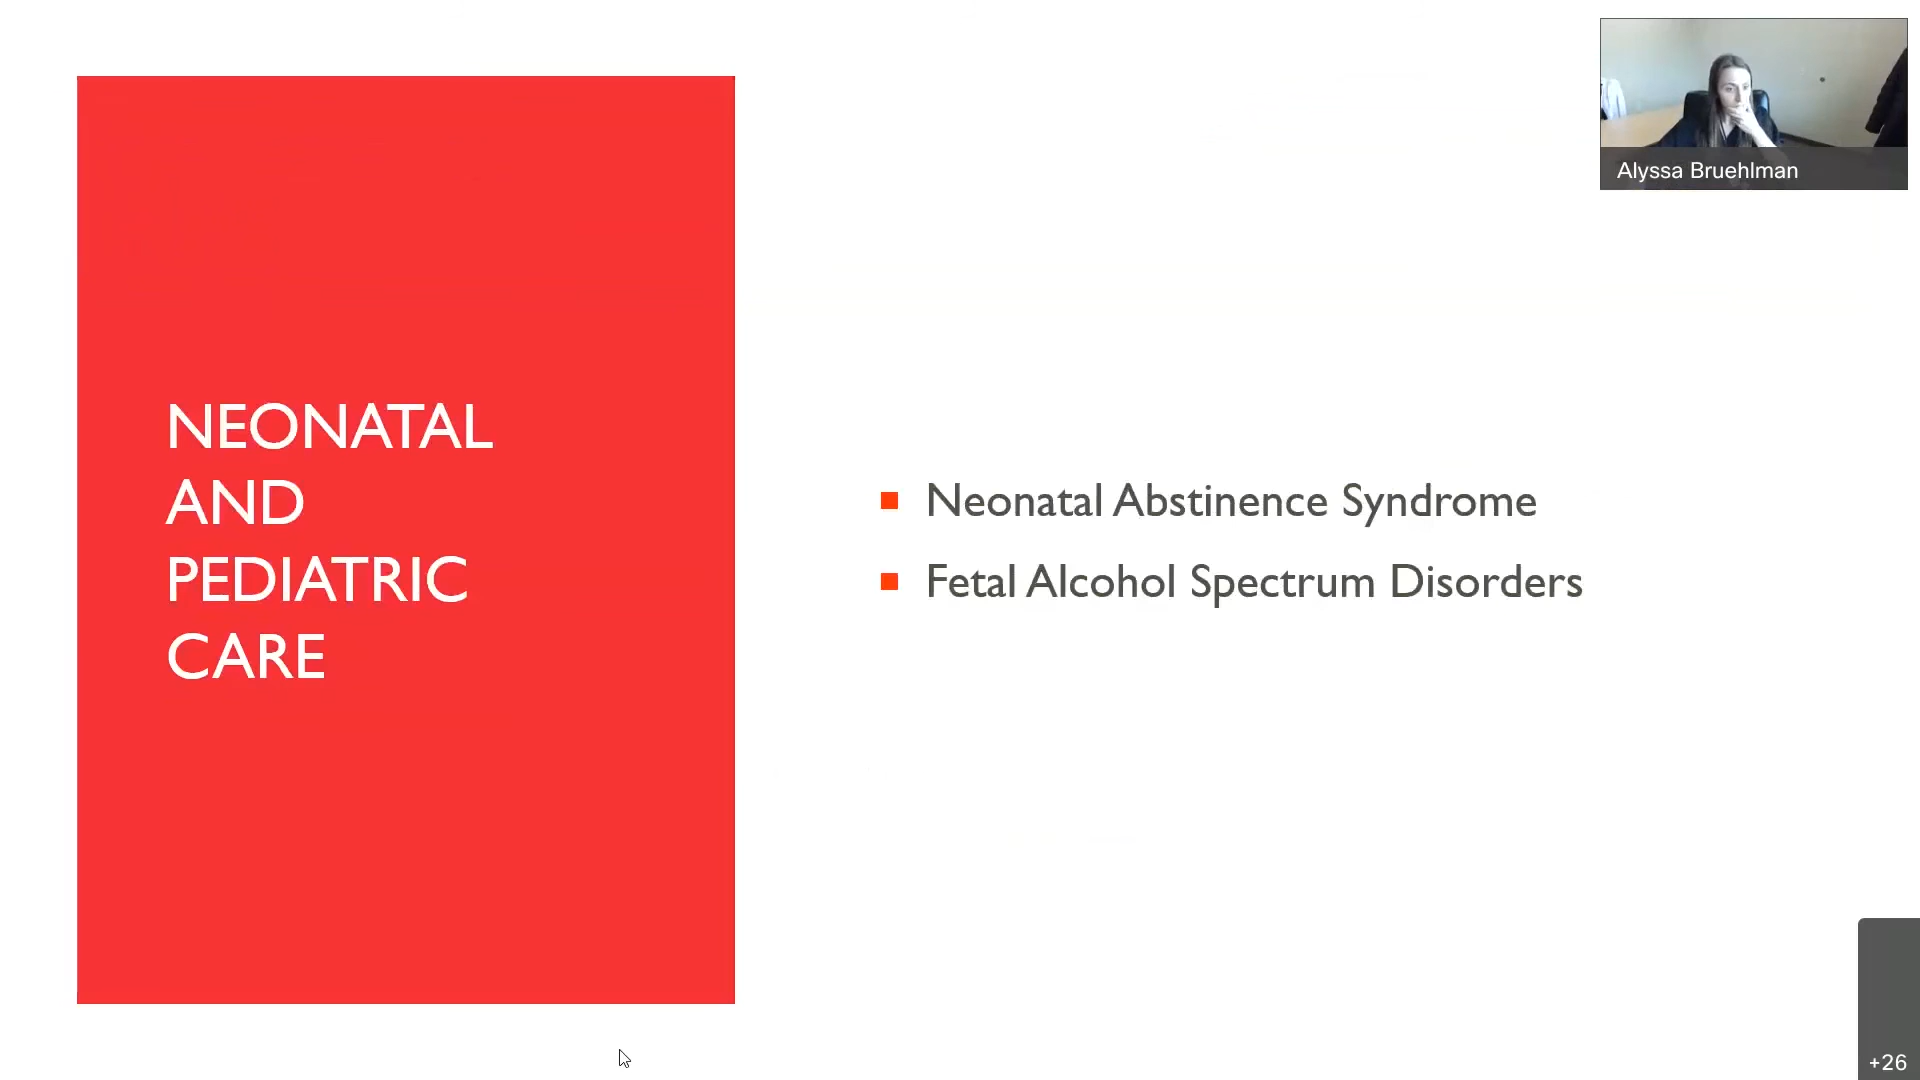 NEONATAL
AND
PEDIATRIC
CARE
Neonatal Abstinence Syndrome
Fetal Alcohol Spectrum Disorders
Alyssa Bruehlman
+26